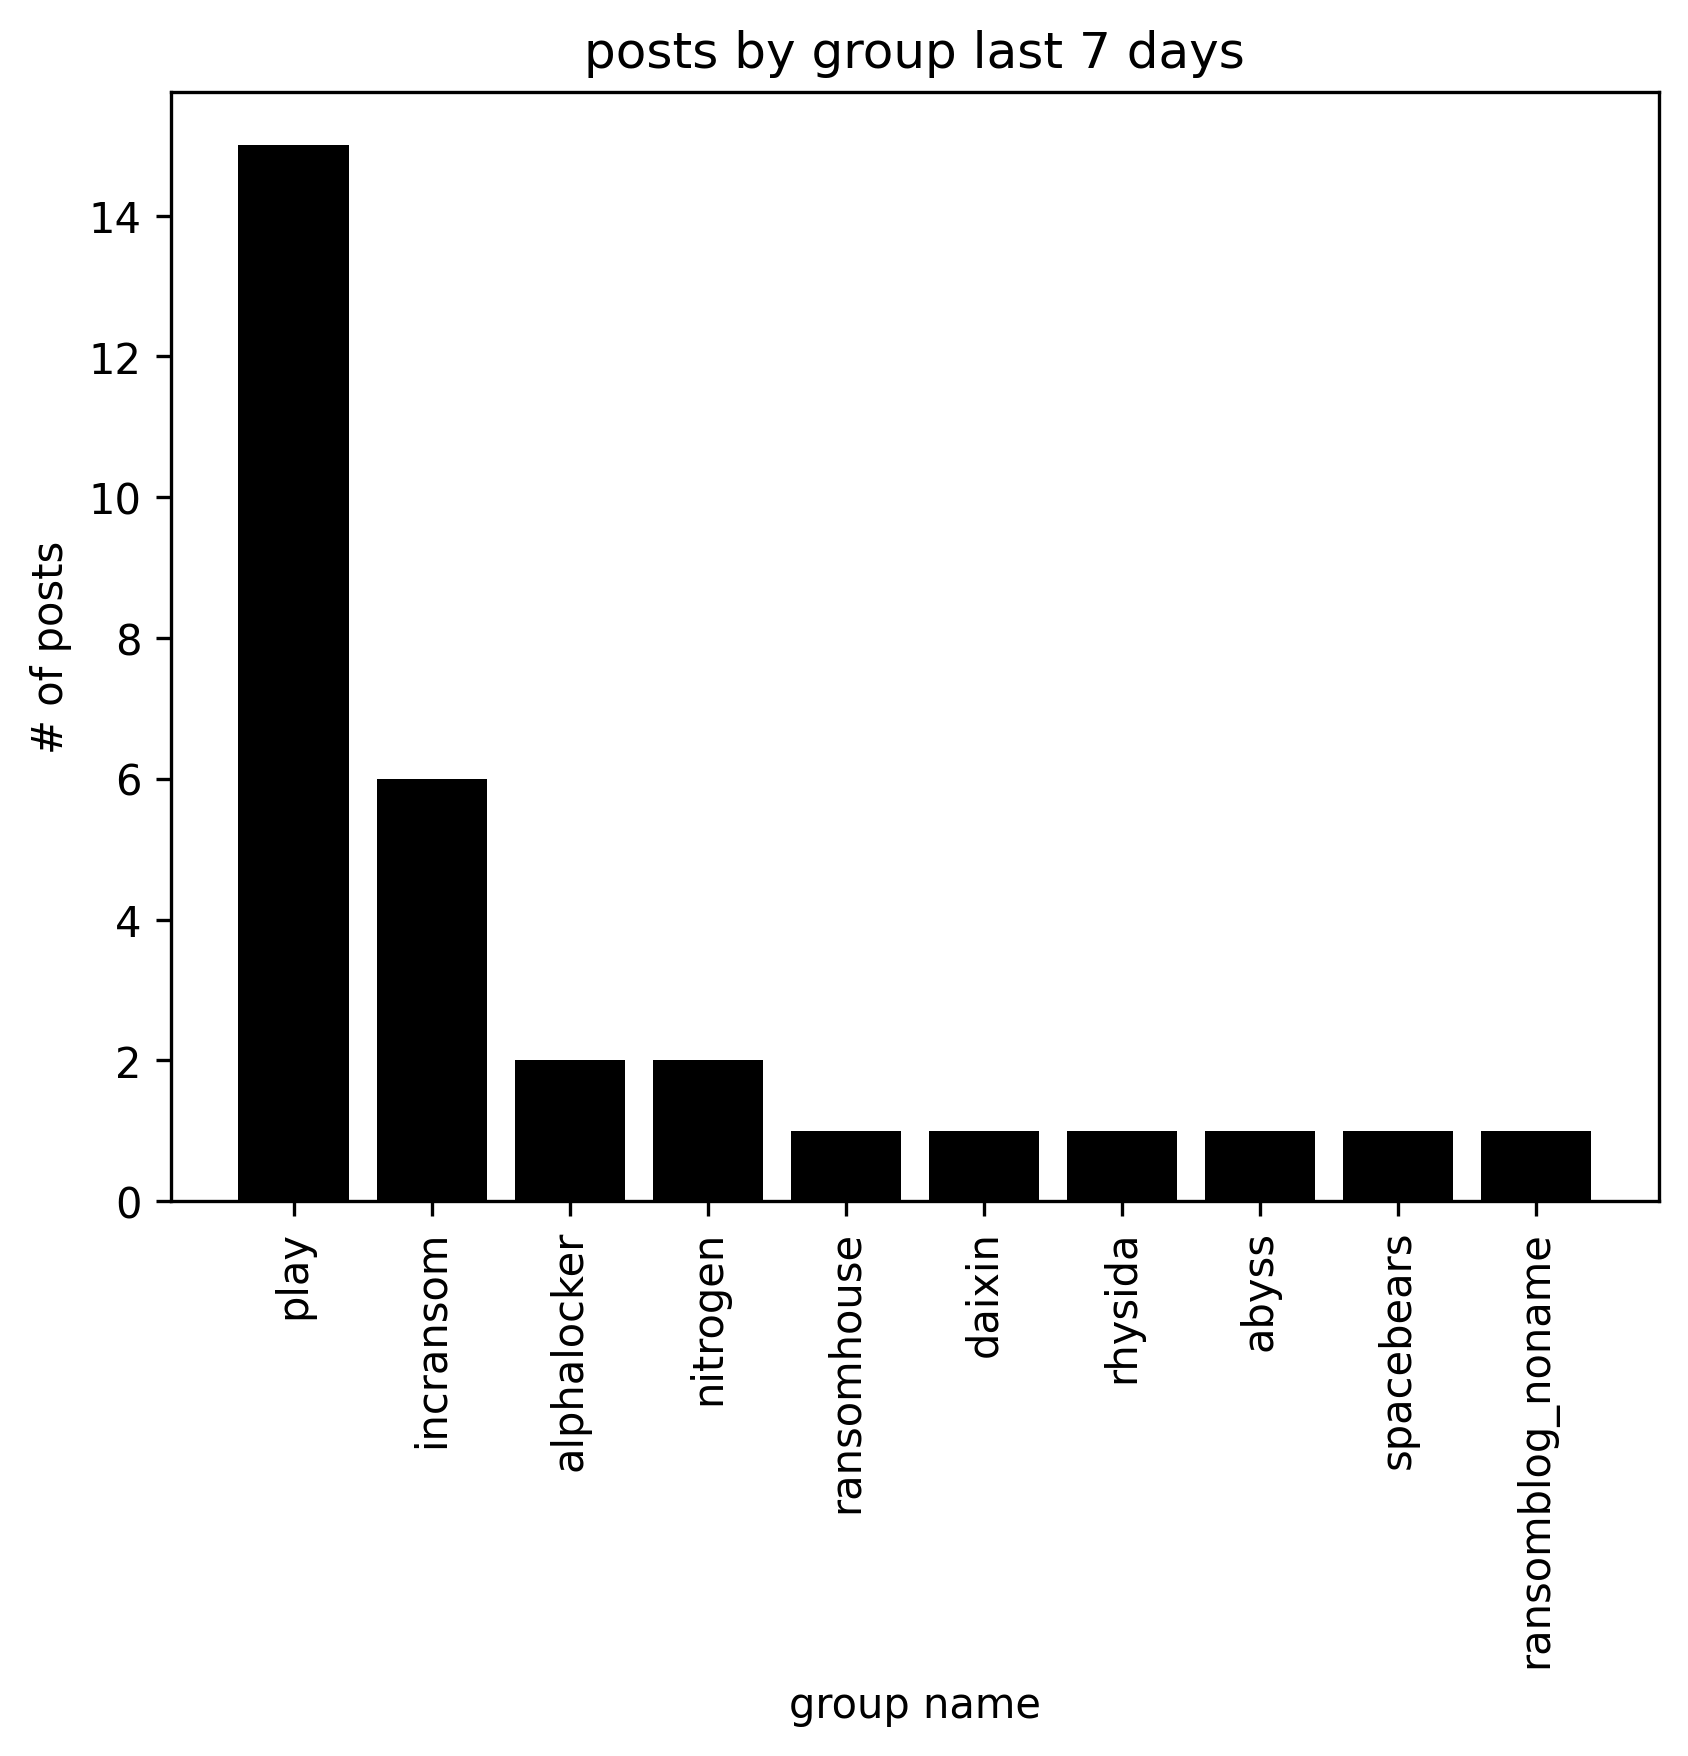 posts by group last 7 days
14
12
10
8
6
4
2
0
# of posts
play
incransom
alphalocker
nitrogen
ransomhouse
daixin
rhysida
abyss
spacebears
ransomblog_noname
group name